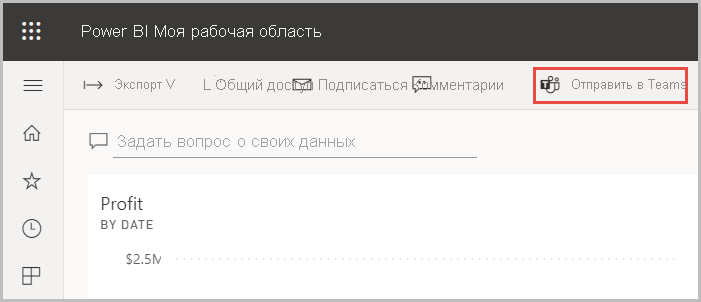 Power BI Моя рабочая область
Экспорт Общий доступ Подписаться Комментарии Отправить в Teams
Задать вопрос о своих данных
Profit
BY DATE
$2.5M